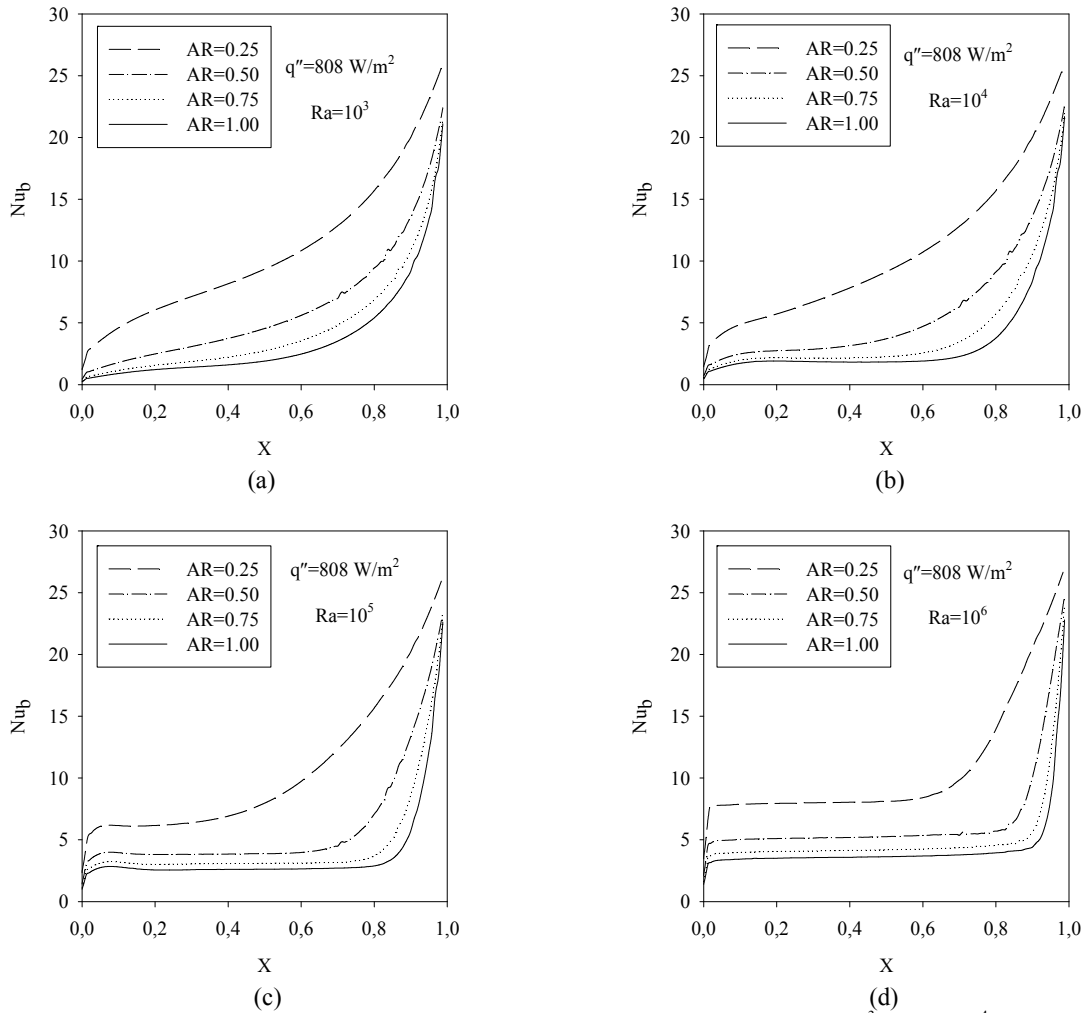 30
25
20
15
10
5
0
Nu_b
AR=0.25
AR=0.50
AR=0.75
AR=1.00
q″=808 W/m²
Ra=10³
0,0 0,2 0,4 0,6 0,8 1,0
X
(a)
30
25
20
15
10
5
0
Nu_b
AR=0.25
AR=0.50
AR=0.75
AR=1.00
q″=808 W/m²
Ra=10⁴
0,0 0,2 0,4 0,6 0,8 1,0
X
(b)
30
25
20
15
10
5
0
Nu_b
AR=0.25
AR=0.50
AR=0.75
AR=1.00
q″=808 W/m²
Ra=10⁵
0,0 0,2 0,4 0,6 0,8 1,0
X
(c)
30
25
20
15
10
5
0
Nu_b
AR=0.25
AR=0.50
AR=0.75
AR=1.00
q″=808 W/m²
Ra=10⁶
0,0 0,2 0,4 0,6 0,8 1,0
X
(d)